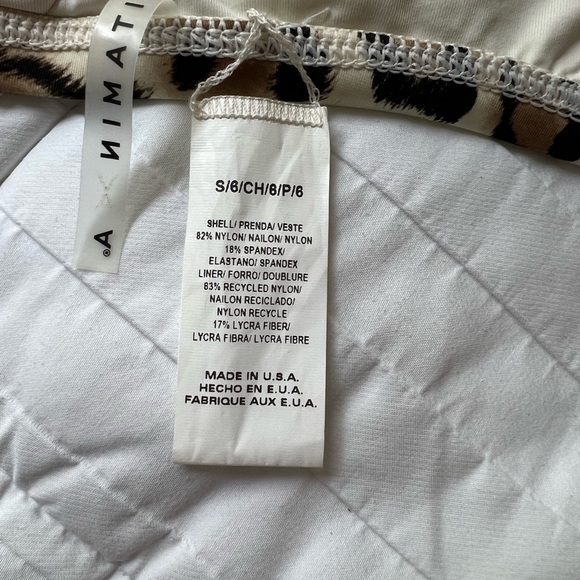 A ИIMATI
S/6/CH/6/P/6
SHELL/ PRENDA/ VESTE
82% NYLON/ NAILON/ NYLON
18% SPANDEX/
ELASTANO/ SPANDEX
LINER/ FORRO/ DOUBLURE
83% RECYCLED NYLON/
NAILON RECICLADO/
NYLON RECYCLE
17% LYCRA FIBER/
LYCRA FIBRA/ LYCRA FIBRE
MADE IN U.S.A.
HECHO EN E.U.A.
FABRIQUE AUX E.U.A.